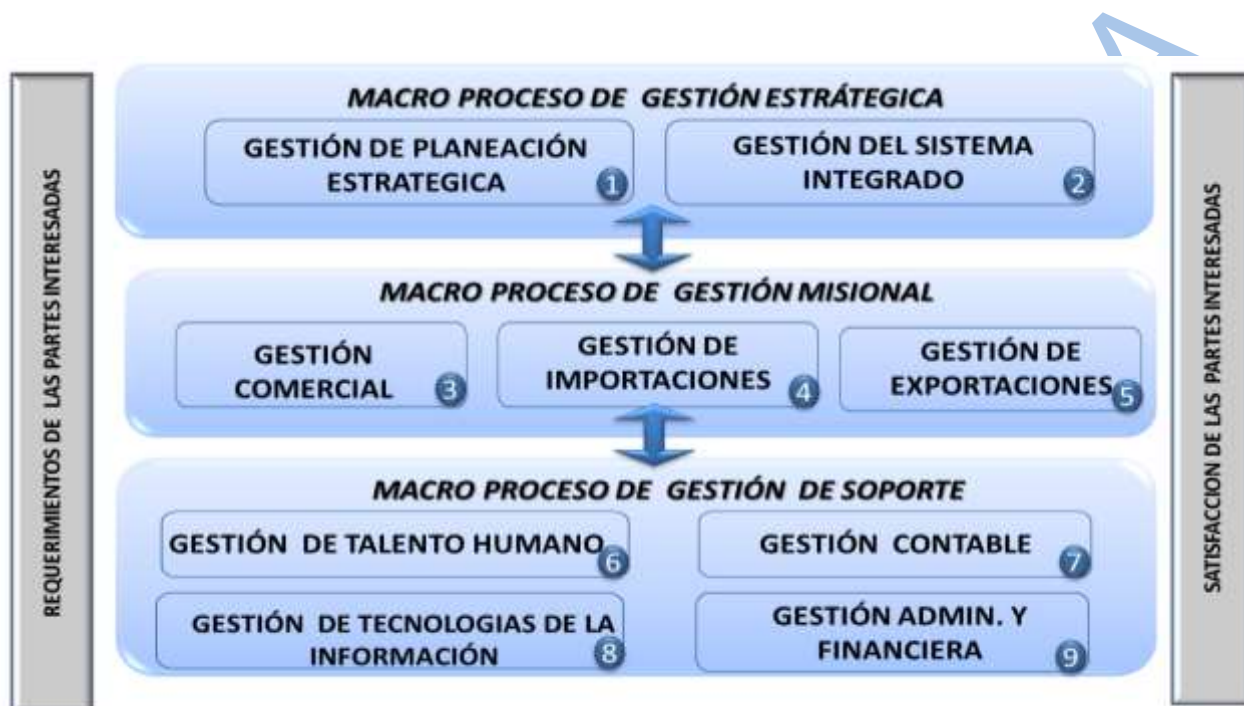 REQUERIMIENTOS DE LAS PARTES INTERESADAS
MACRO PROCESO DE GESTIÓN ESTRÁTEGICA
GESTIÓN DE PLANEACIÓN
ESTRATEGICA
1
GESTIÓN DEL SISTEMA
INTEGRADO
2
MACRO PROCESO DE GESTIÓN MISIONAL
GESTIÓN
COMERCIAL
3
GESTIÓN DE
IMPORTACIONES
4
GESTIÓN DE
EXPORTACIONES
5
MACRO PROCESO DE GESTIÓN DE SOPORTE
GESTIÓN DE TALENTO HUMANO
6
GESTIÓN CONTABLE
7
GESTIÓN DE TECNOLOGIAS DE LA
INFORMACIÓN
8
GESTIÓN ADMIN. Y
FINANCIERA
9
SATISFACCION DE LAS PARTES INTERESADAS